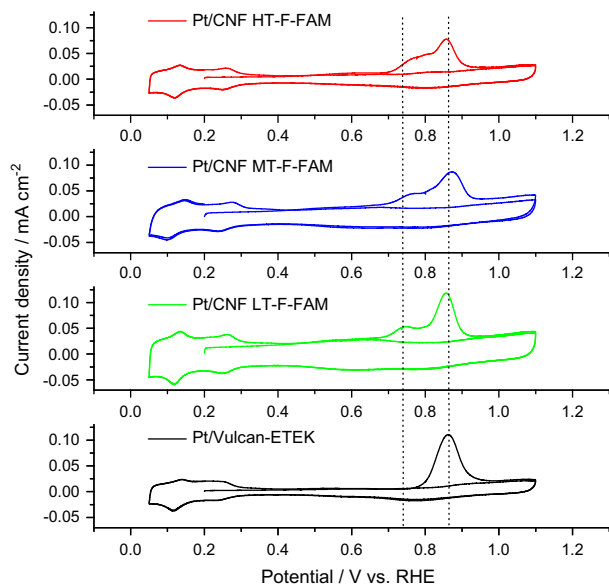 Current density / mA cm-2
Pt/CNF HT-F-FAM
0.10
0.05
0.00
-0.05
0.0 0.2 0.4 0.6 0.8 1.0 1.2
Pt/CNF MT-F-FAM
0.10
0.05
0.00
-0.05
0.0 0.2 0.4 0.6 0.8 1.0 1.2
Pt/CNF LT-F-FAM
0.10
0.05
0.00
-0.05
0.0 0.2 0.4 0.6 0.8 1.0 1.2
Pt/Vulcan-ETEK
0.10
0.05
0.00
-0.05
0.0 0.2 0.4 0.6 0.8 1.0 1.2
Potential / V vs. RHE